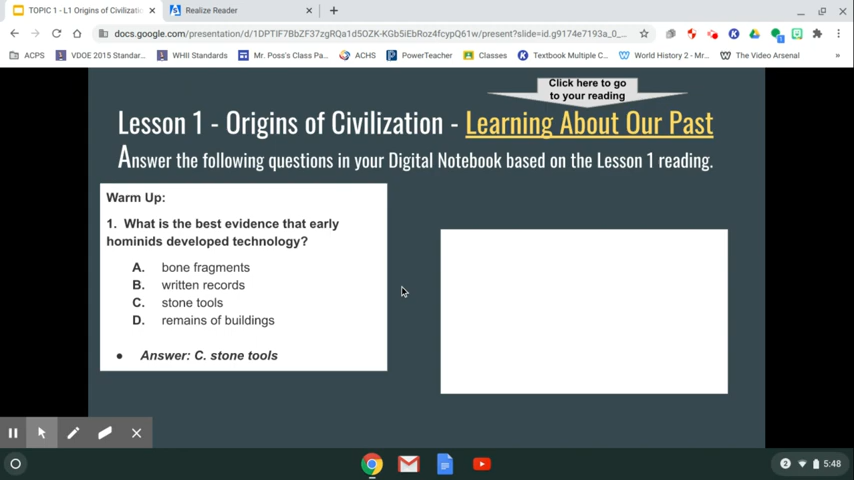 TOPIC 1 - L1 Origins of Civilizatio
Realize Reader
docs.google.com/presentation/d/1DPTIF7BbZF37zgRQa1d5OZK-KGb5iEbRoz4fcypQ61w/present?slide=id.g9174e7193a_0_...
ACPS
VDOE 2015 Standar...
WHII Standards
Mr. Poss's Class Pa...
ACHS
PowerTeacher
Classes
Textbook Multiple C...
World History 2 - Mr...
The Video Arsenal
Click here to go
to your reading
Lesson 1 - Origins of Civilization - Learning About Our Past
Answer the following questions in your Digital Notebook based on the Lesson 1 reading.
Warm Up:
1. What is the best evidence that early
hominids developed technology?
A. bone fragments
B. written records
C. stone tools
D. remains of buildings
● Answer: C. stone tools
2
5:48